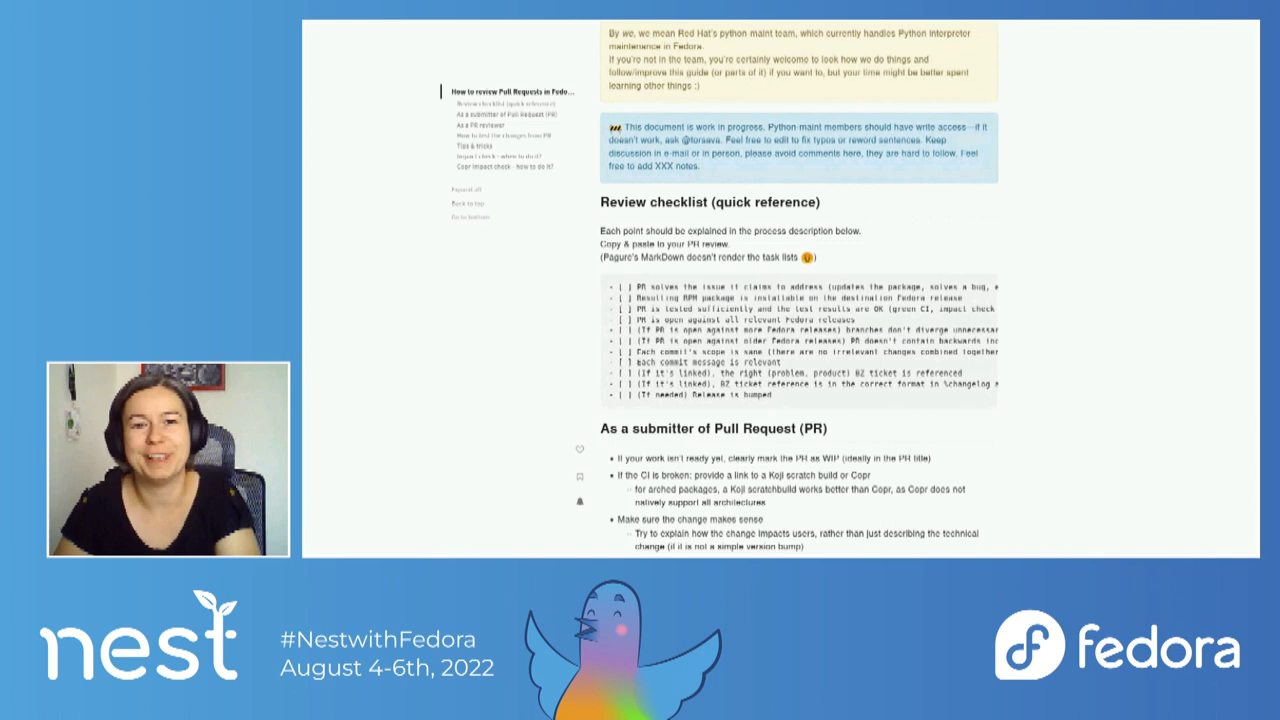 By we, we mean Red Hat's python maint team, which currently handles Python interpreter
maintenance in Fedora.
If you're not in the team, you're certainly welcome to look how we do things and
follow/improve this guide (or parts of it) if you want to, but your time might be better spent
learning other things :)
How to review Pull Requests in Fedo...
Review checklist (quick reference)
As a submitter of Pull Request (PR)
As a PR reviewer
How to test the changes from PR
Tips & tricks
- when to do it?
Copr impact check - how to do it?
Expand all
Back to top
Go to bottom
🚧 This document is work in progress. Python maint members should have write access—if it
doesn't work, ask @torsava. Feel free to edit to fix typos or reword sentences. Keep
discussion in e-mail or in person, please avoid comments here, they are hard to follow. Feel
free to add XXX notes.
Review checklist (quick reference)
Each point should be explained in the process description below.
Copy & paste to your PR review.
(Pagure's MarkDown doesn't render the task lists )
- [ ] PR solves the issue it claims to address (updates the package, solves a bug,
- [ ] Resulting RPM package is installable on the destination Fedora release
- [ ] PR is tested sufficiently and the test results are OK (green CI, impact check
- [ ] PR is open against all relevant Fedora releases
- [ ] (If PR is open against more Fedora releases) branches don't diverge unnecessar
- [ ] (If PR is open against older Fedora releases) PR doesn't contain backwards inc
- [ ] Each commit's scope is sane (there are no irrelevant changes combined together
- [ ] Each commit message is relevant
- [ ] (If it's linked), the right (problem, product) BZ ticket is referenced
- [ ] (If it's linked), BZ ticket reference is in the correct format in %changelog
- [ ] (If needed) Release is bumped
As a submitter of Pull Request (PR)
• If your work isn't ready yet, clearly mark the PR as WIP (ideally in the PR title)
• If the CI is broken: provide a link to a Koji scratch build or Copr
◦ for arched packages, a Koji scratchbuild works better than Copr, as Copr does not
natively support all architectures
• Make sure the change makes sense
◦ Try to explain how the change impacts users, rather than just describing the technical
change (if it is not a simple version bump)
nest
#NestwithFedora
August 4-6th, 2022
fedora